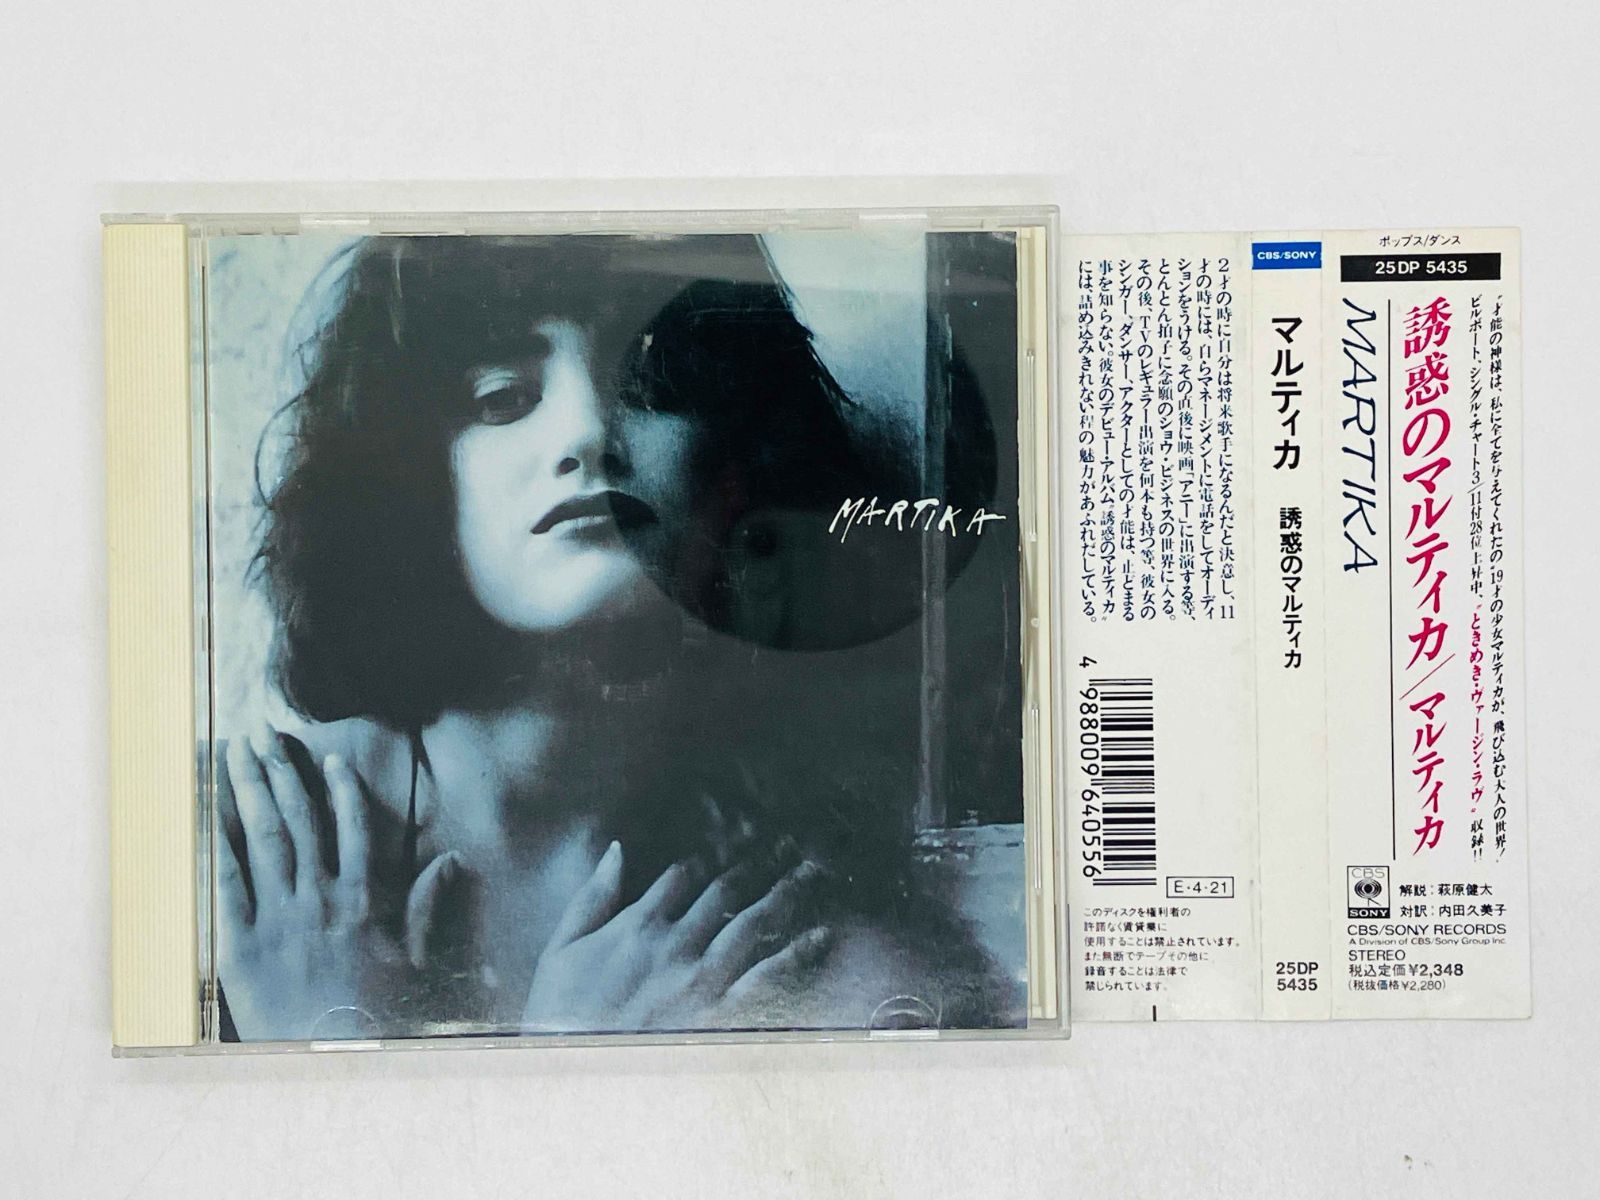 MARTIKA
2才の時に自分は将来歌手になるんだと決意し、11
才の時には、自らマネージメントに電話をしてオーディ
ションをうける。その直後に映画「アニー」に出演する等、
とんとん拍子に念願のショウ・ビジネスの世界に入る。
その後、TVのレギュラー出演を何本も持つ等、彼女の
シンガー、ダンサー、アクターとしての才能は、止どまる
事を知らない。彼女のデビュー・アルバム“誘惑のマルティカ”
には、詰め込みきれない程の魅力があふれだしている。
4 988009 640556
E・4・21
このディスクを権利者の
許諾なく賃貸業に
使用することは禁止されています。
また無断でテープその他に
録音することは法律で
禁じられています。
CBS/SONY
マルティカ 誘惑のマルティカ
25DP
5435
ポップス/ダンス
25DP 5435
“才能の神様は、私に全てを与えてくれたの”19才の少女マルティカが、飛び込む大人の世界!
ビルボート、シングル・チャート3/11付28位上昇中、“ときめき・ヴァージン・ラヴ”収録!!
誘惑のマルティカ/マルティカ
MARTIKA
CBS
SONY
解説:萩原健太
対訳:内田久美子
CBS/SONY RECORDS
A Division of CBS/Sony Group Inc.
STEREO
税込定価¥2,348
(税抜価格¥2,280)